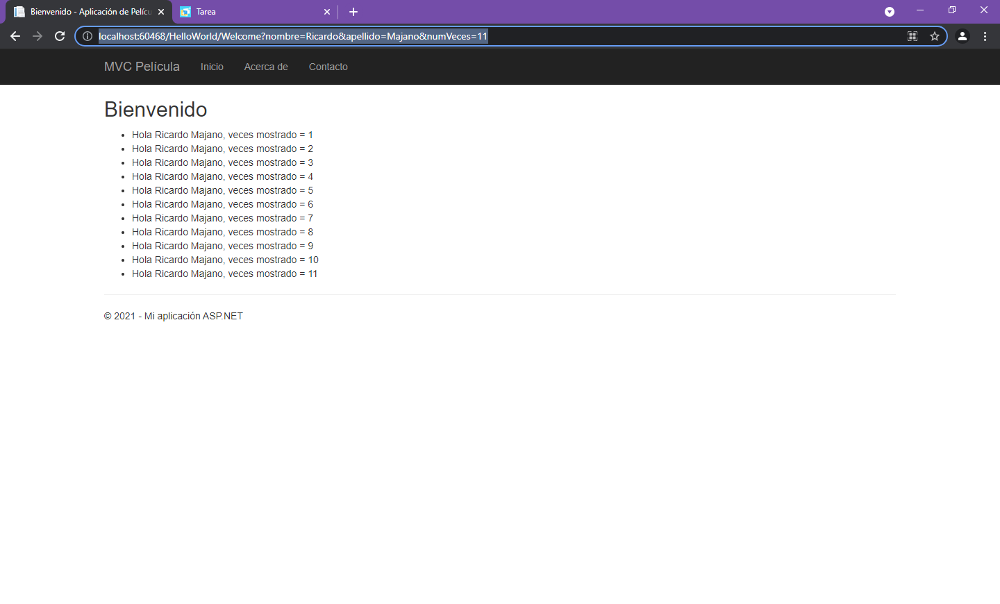 Bienvenido - Aplicación de Pelícu
Tarea
localhost:60468/HelloWorld/Welcome?nombre=Ricardo&apellido=Majano&numVeces=11
MVC Película Inicio Acerca de Contacto
Bienvenido
Hola Ricardo Majano, veces mostrado = 1
Hola Ricardo Majano, veces mostrado = 2
Hola Ricardo Majano, veces mostrado = 3
Hola Ricardo Majano, veces mostrado = 4
Hola Ricardo Majano, veces mostrado = 5
Hola Ricardo Majano, veces mostrado = 6
Hola Ricardo Majano, veces mostrado = 7
Hola Ricardo Majano, veces mostrado = 8
Hola Ricardo Majano, veces mostrado = 9
Hola Ricardo Majano, veces mostrado = 10
Hola Ricardo Majano, veces mostrado = 11
© 2021 - Mi aplicación ASP.NET